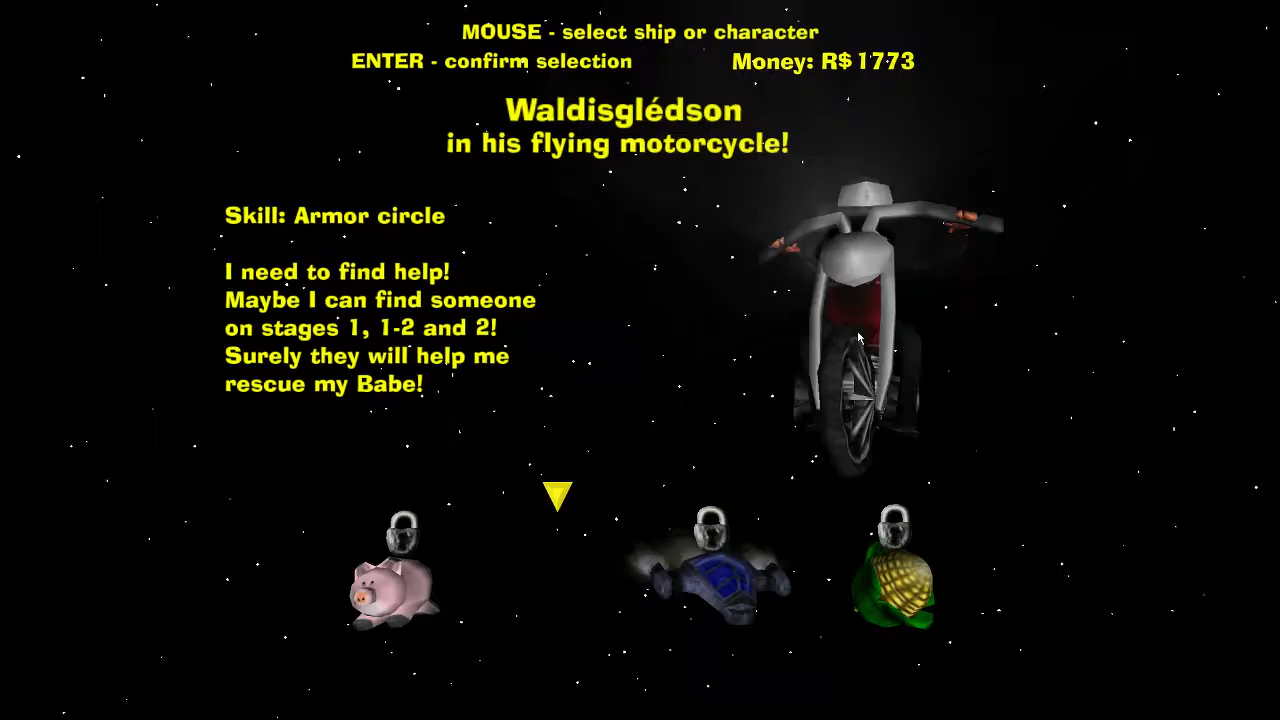 MOUSE - select ship or character
ENTER - confirm selection
Money: R$ 1773
Waldisglédson
in his flying motorcycle!
Skill: Armor circle
I need to find help!
Maybe I can find someone
on stages 1, 1-2 and 2!
Surely they will help me
rescue my Babe!